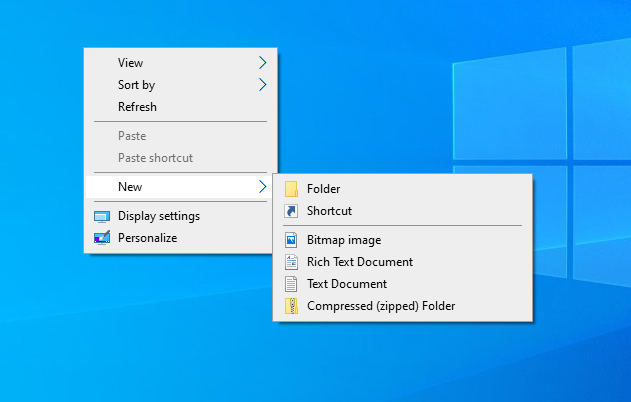 View
Sort by
Refresh
Paste
Paste shortcut
New
Display settings
Personalize
Folder
Shortcut
Bitmap image
Rich Text Document
Text Document
Compressed (zipped) Folder